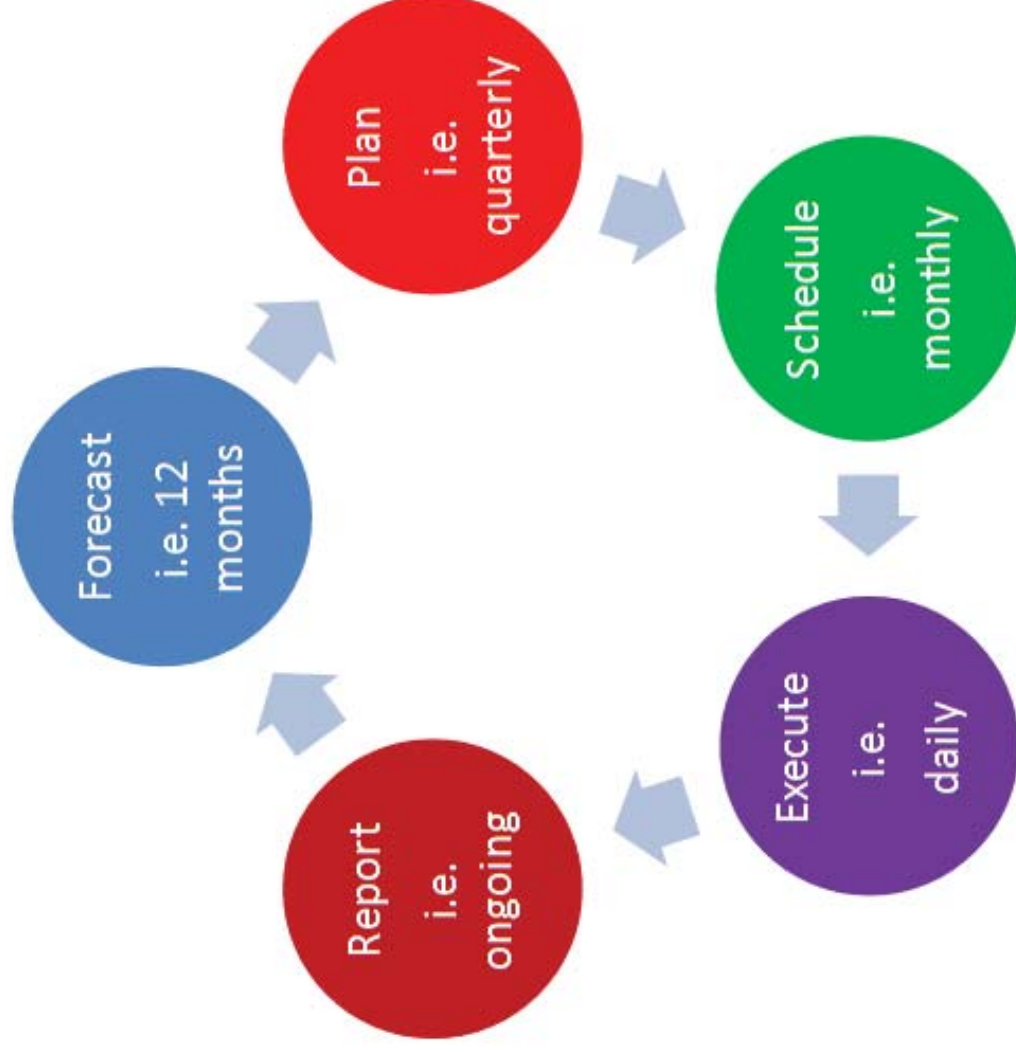 Forecast
i.e. 12
months
Plan
i.e.
quarterly
Schedule
i.e.
monthly
Execute
i.e.
daily
Report
i.e.
ongoing